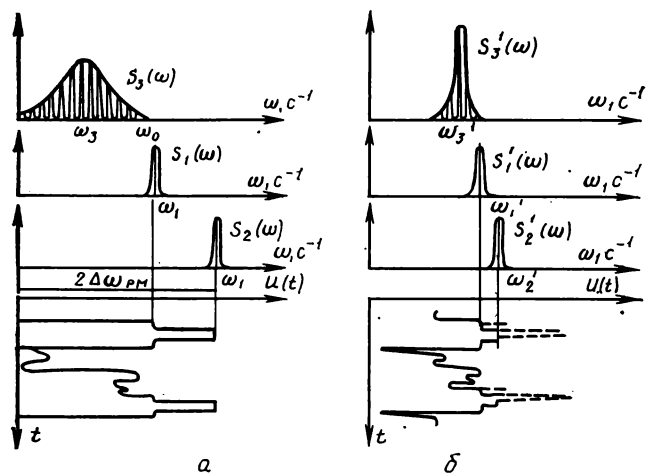 S₃(ω)
ω, c⁻¹
ω₃
ω₀
S₁(ω)
ω, c⁻¹
ω₁
S₂(ω)
ω, c⁻¹
ω₁
2Δωрм
U(t)
t
а
S₃'(ω)
ω, c⁻¹
ω₃'
S₁'(ω)
ω, c⁻¹
ω₁'
S₂'(ω)
ω, c⁻¹
ω₂'
U(t)
t
б